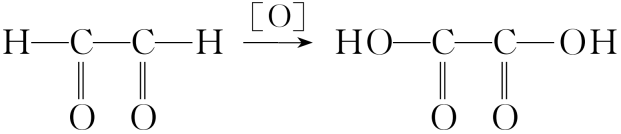 [O]
H—C—C—H → HO—C—C—OH
O O O O